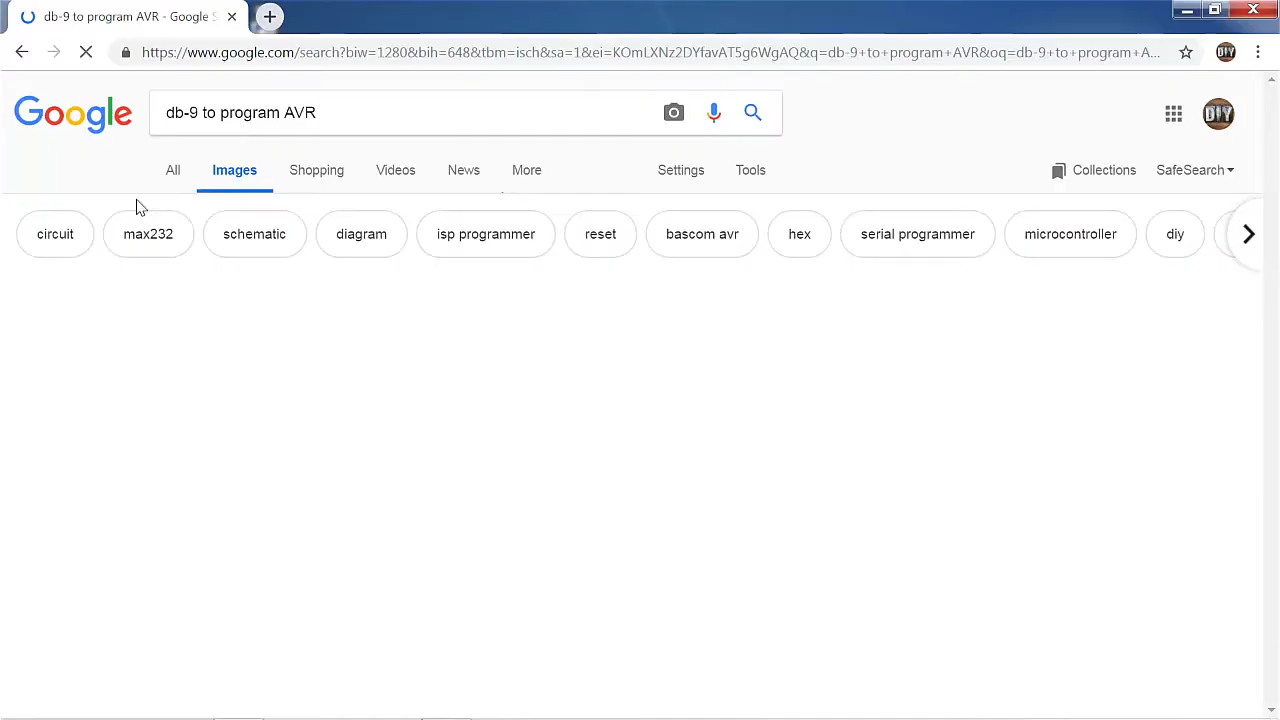 db-9 to program AVR - Google S
https://www.google.com/search?biw=1280&bih=648&tbm=isch&sa=1&ei=KOmLXNz2DYfavAT5g6WgAQ&q=db-9+to+program+AVR&oq=db-9+to+program+A...
DIY
Google
db-9 to program AVR
DIY
All
Images
Shopping
Videos
News
More
Settings
Tools
Collections
SafeSearch
circuit
max232
schematic
diagram
isp programmer
reset
bascom avr
hex
serial programmer
microcontroller
diy